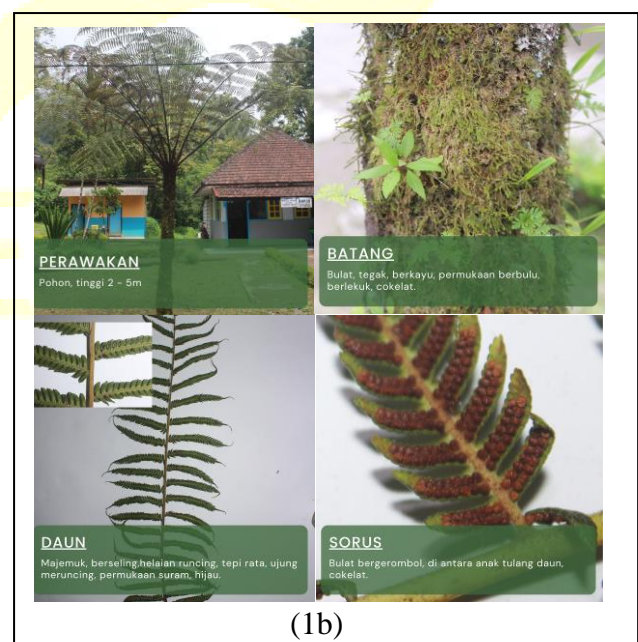 PERAWAKAN
Pohon, tinggi 2 - 5m
BATANG
Bulat, tegak, berkayu, permukaan berbulu,
berlekuk, cokelat.
DAUN
Majemuk, berseling,helaian runcing, tepi rata, ujung
meruncing, permukaan suram, hijau.
SORUS
Bulat bergerombol, di antara anak tulang daun,
cokelat.
(1b)